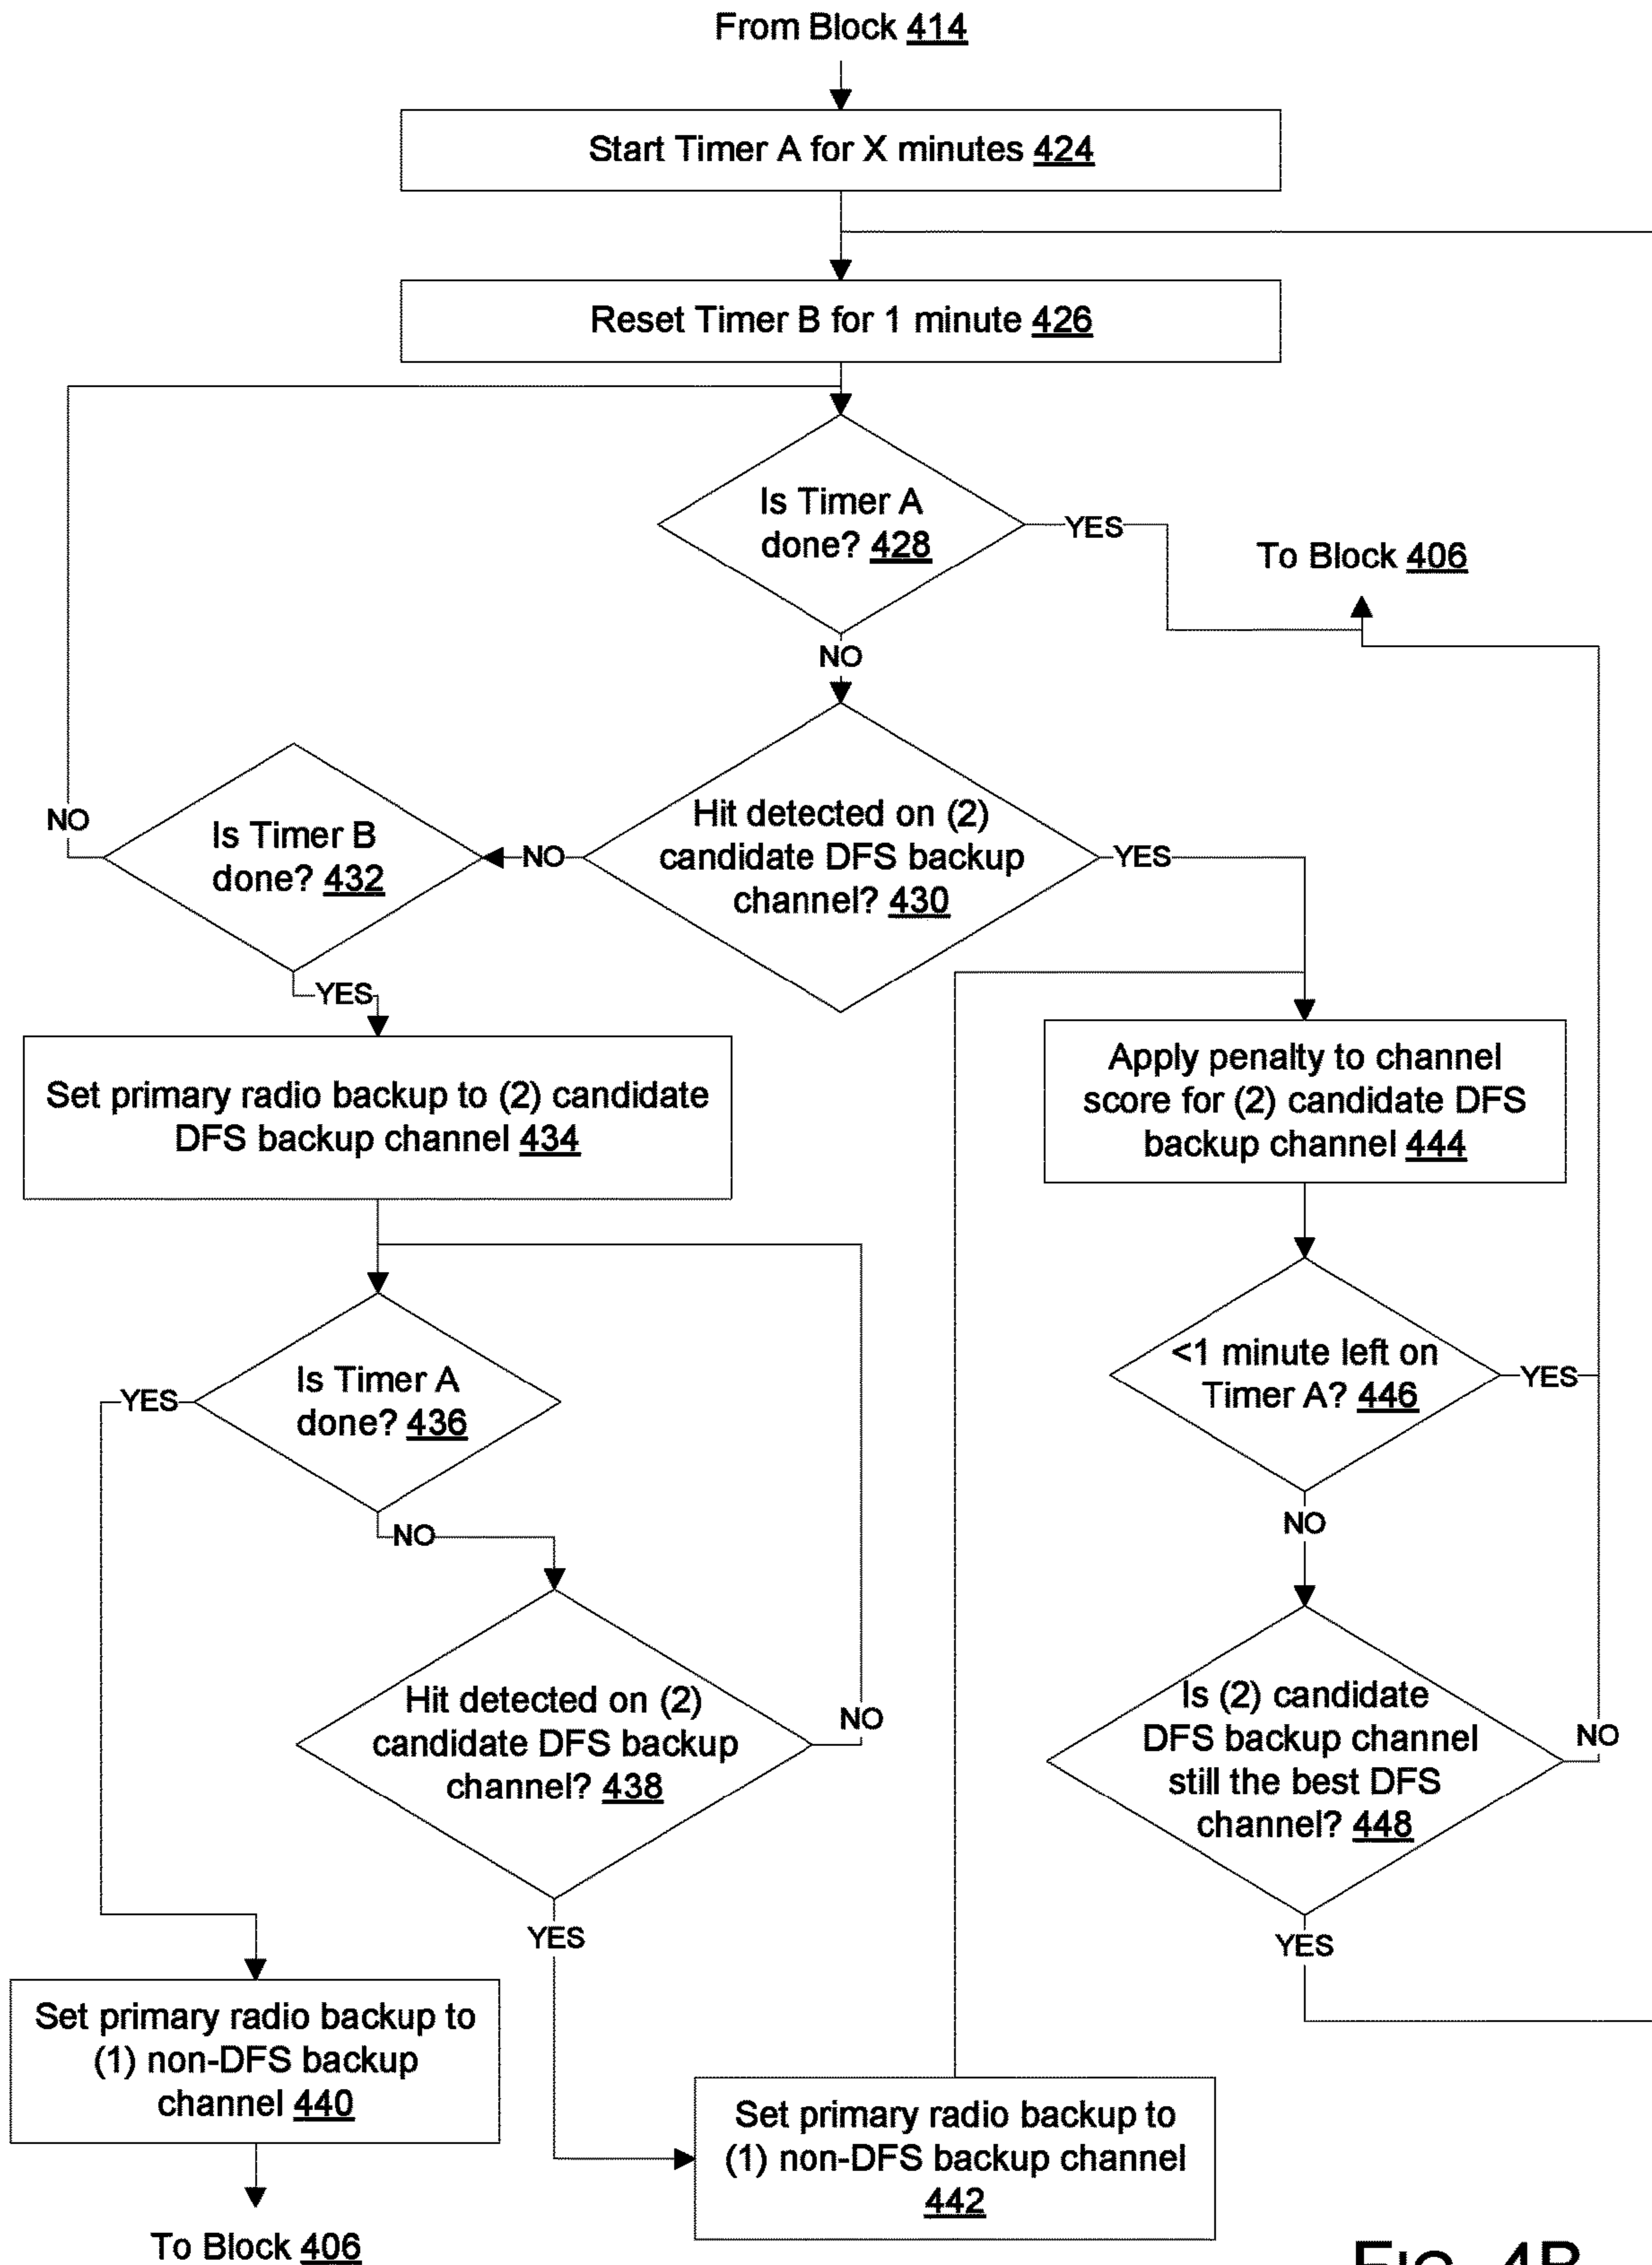 From Block 414
Start Timer A for X minutes 424
Reset Timer B for 1 minute 426
Is Timer A
done? 428
YES
To Block 406
NO
Hit detected on (2)
candidate DFS backup
channel? 430
NO
YES
Is Timer B
done? 432
NO
YES
Set primary radio backup to (2) candidate
DFS backup channel 434
Apply penalty to channel
score for (2) candidate DFS
backup channel 444
Is Timer A
done? 436
YES
NO
<1 minute left on
Timer A? 446
YES
NO
Hit detected on (2)
candidate DFS backup
channel? 438
NO
YES
Is (2) candidate
DFS backup channel
still the best DFS
channel? 448
NO
YES
Set primary radio backup to
(1) non-DFS backup
channel 440
To Block 406
Set primary radio backup to
(1) non-DFS backup channel
442
FIG. 4B